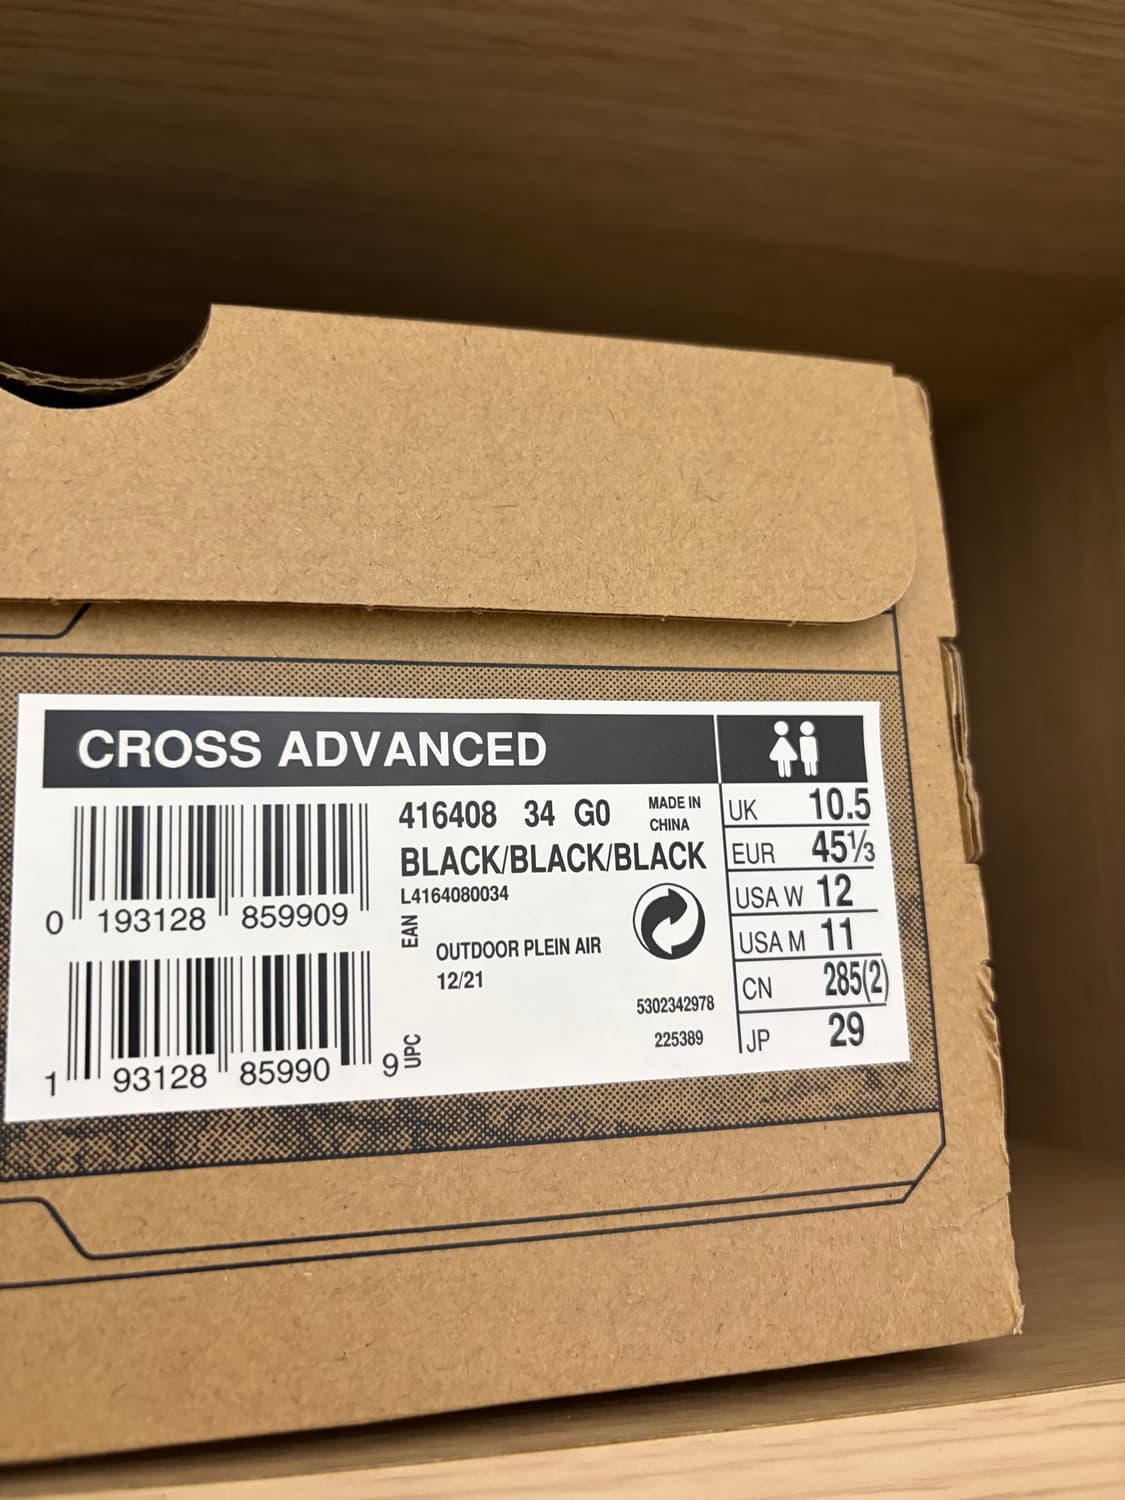 CROSS ADVANCED
416408 34 G0 MADE IN
CHINA
BLACK/BLACK/BLACK
L4164080034
0 193128 859909
EAN
OUTDOOR PLEIN AIR
12/21
5302342978
225389
1 93128 85990 9
UPC
UK 10.5
EUR 45⅓
USA W 12
USA M 11
CN 285(2)
JP 29